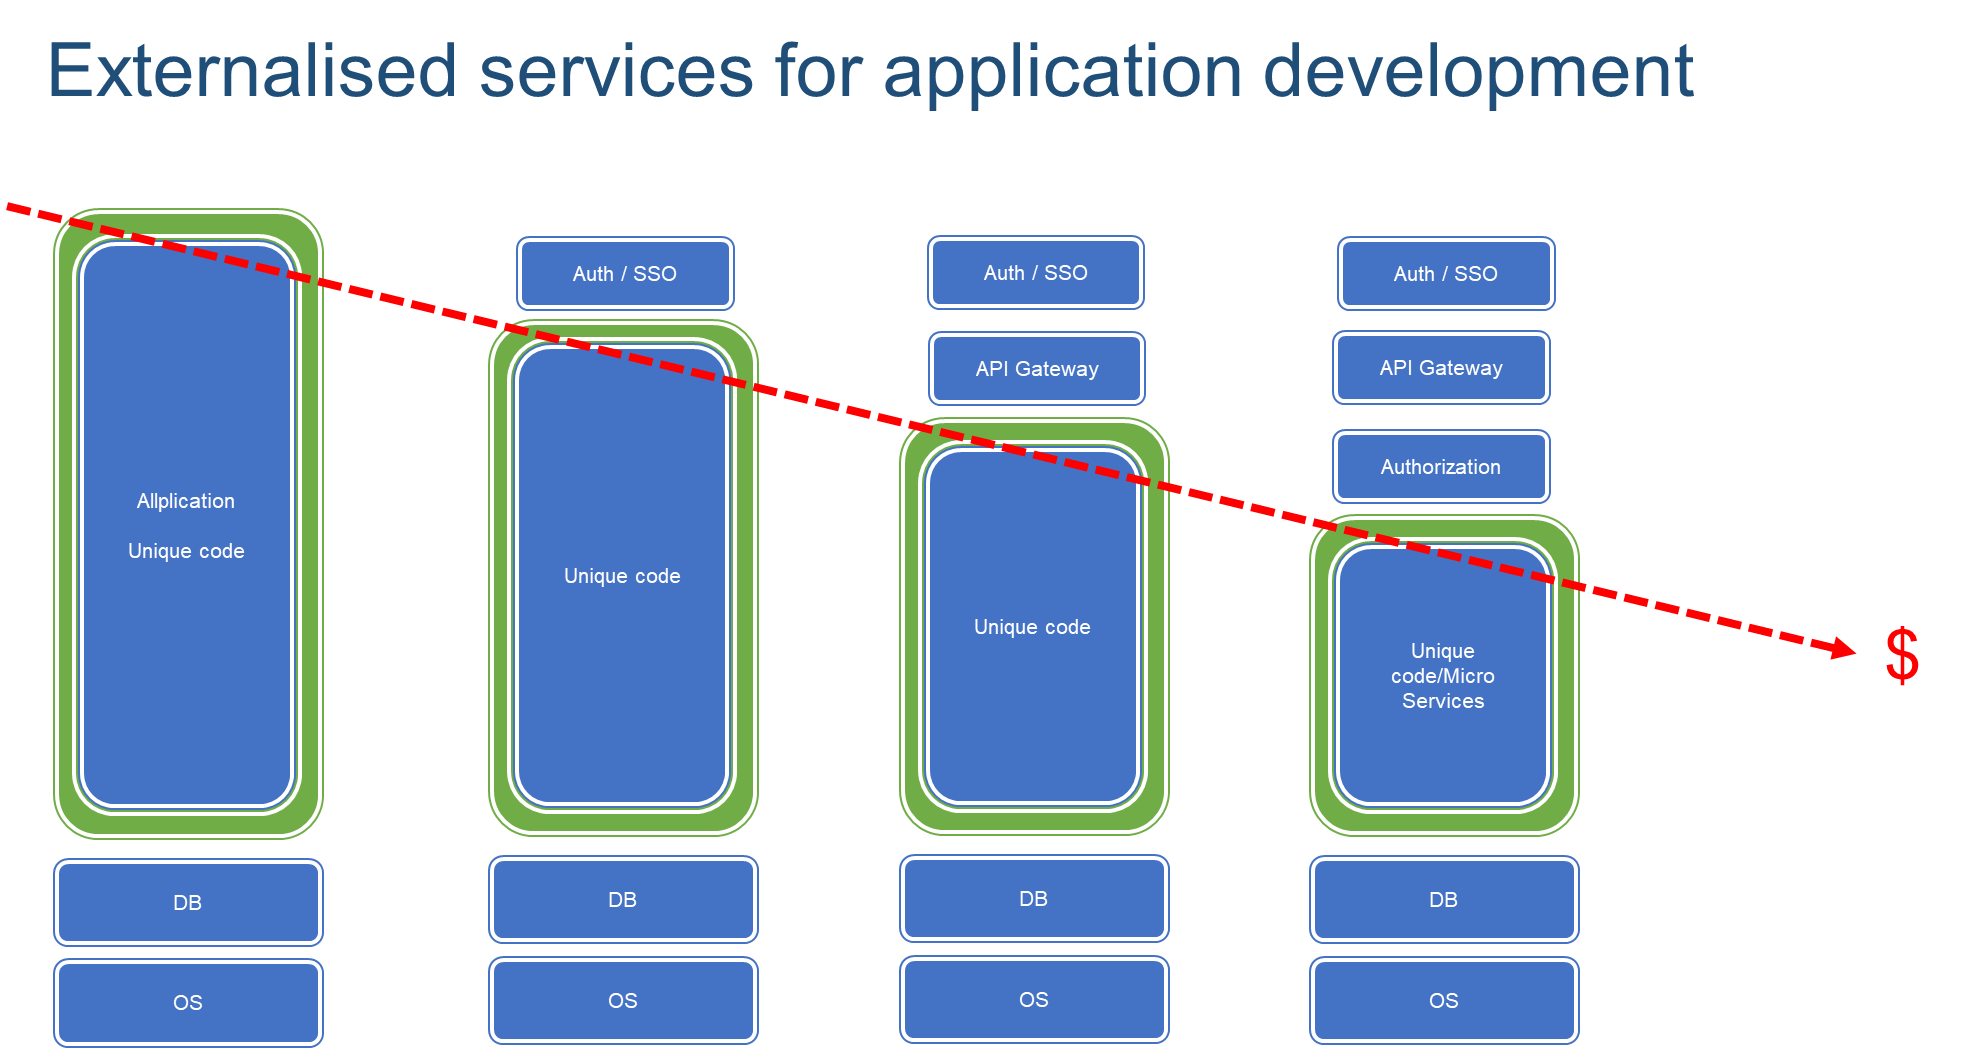 Externalised services for application development
Allplication
Unique code
DB
OS
Auth / SSO
Unique code
DB
OS
Auth / SSO
API Gateway
Unique code
DB
OS
Auth / SSO
API Gateway
Authorization
Unique
code/Micro
Services
DB
OS
$